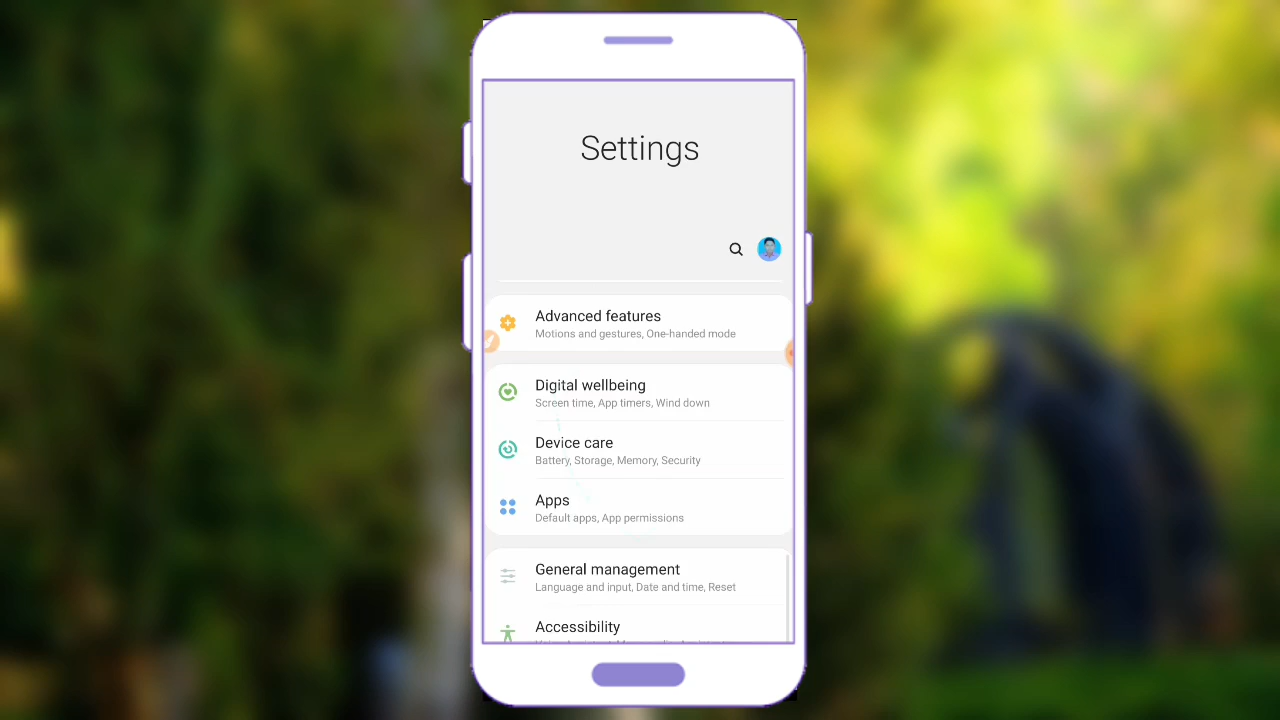 Settings
Advanced features
Motions and gestures, One-handed mode
Digital wellbeing
Screen time, App timers, Wind down
Device care
Battery, Storage, Memory, Security
Apps
Default apps, App permissions
General management
Language and input, Date and time, Reset
Accessibility